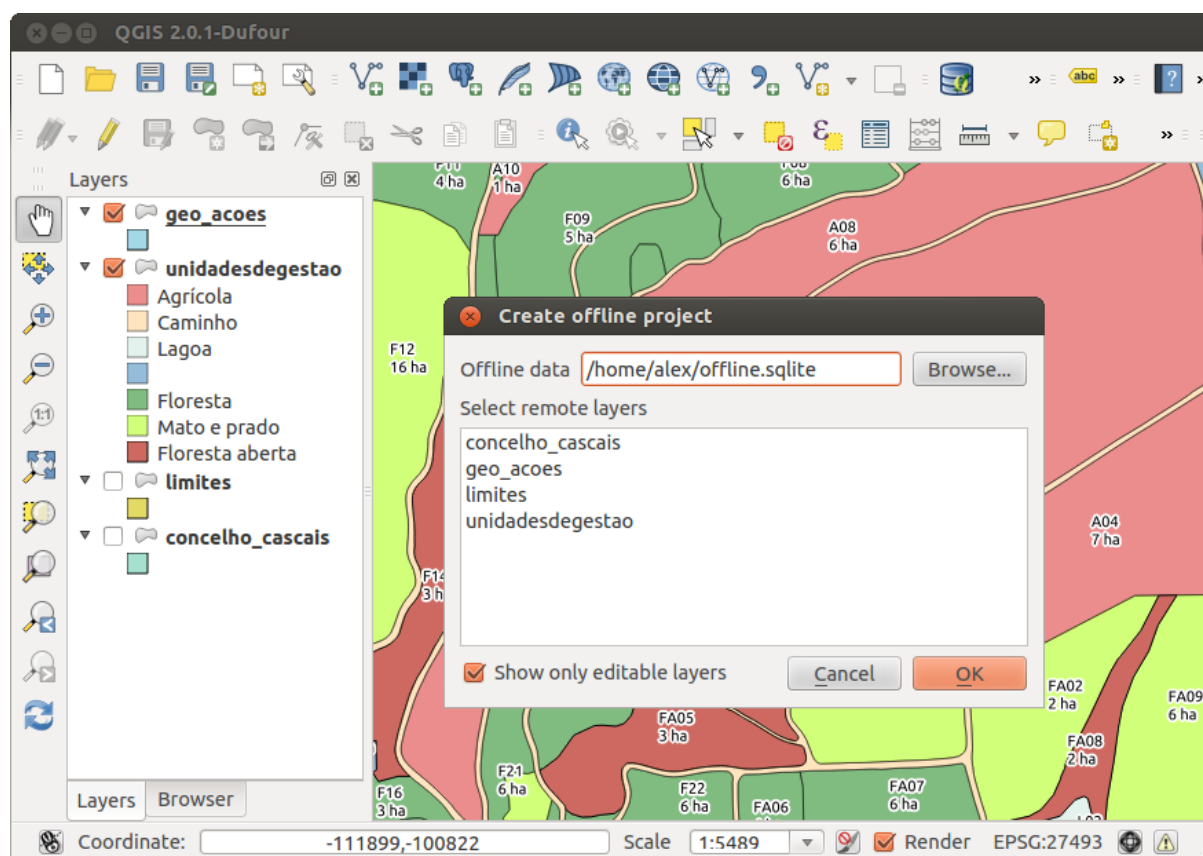 QGIS 2.0.1-Dufour
abc
Layers
geo_acoes
unidadesdegestao
Agrícola
Caminho
Lagoa
Floresta
Mato e prado
Floresta aberta
limites
concelho_cascais
Layers
Browser
4 ha
A10
1 ha
6 ha
F09
5 ha
A08
6 ha
F12
16 ha
Create offline project
Offline data
/home/alex/offline.sqlite
Browse...
Select remote layers
concelho_cascais
geo_acoes
limites
unidadesdegestao
Show only editable layers
Cancel
OK
A04
7 ha
F14
3 h
FA02
2 ha
FA09
6 ha
FA05
3 ha
FA08
2 ha
F21
6 ha
F16
3 ha
F22
6 ha
FA06
FA07
6 ha
Coordinate:
-111899,-100822
Scale
1:5489
Render
EPSG:27493